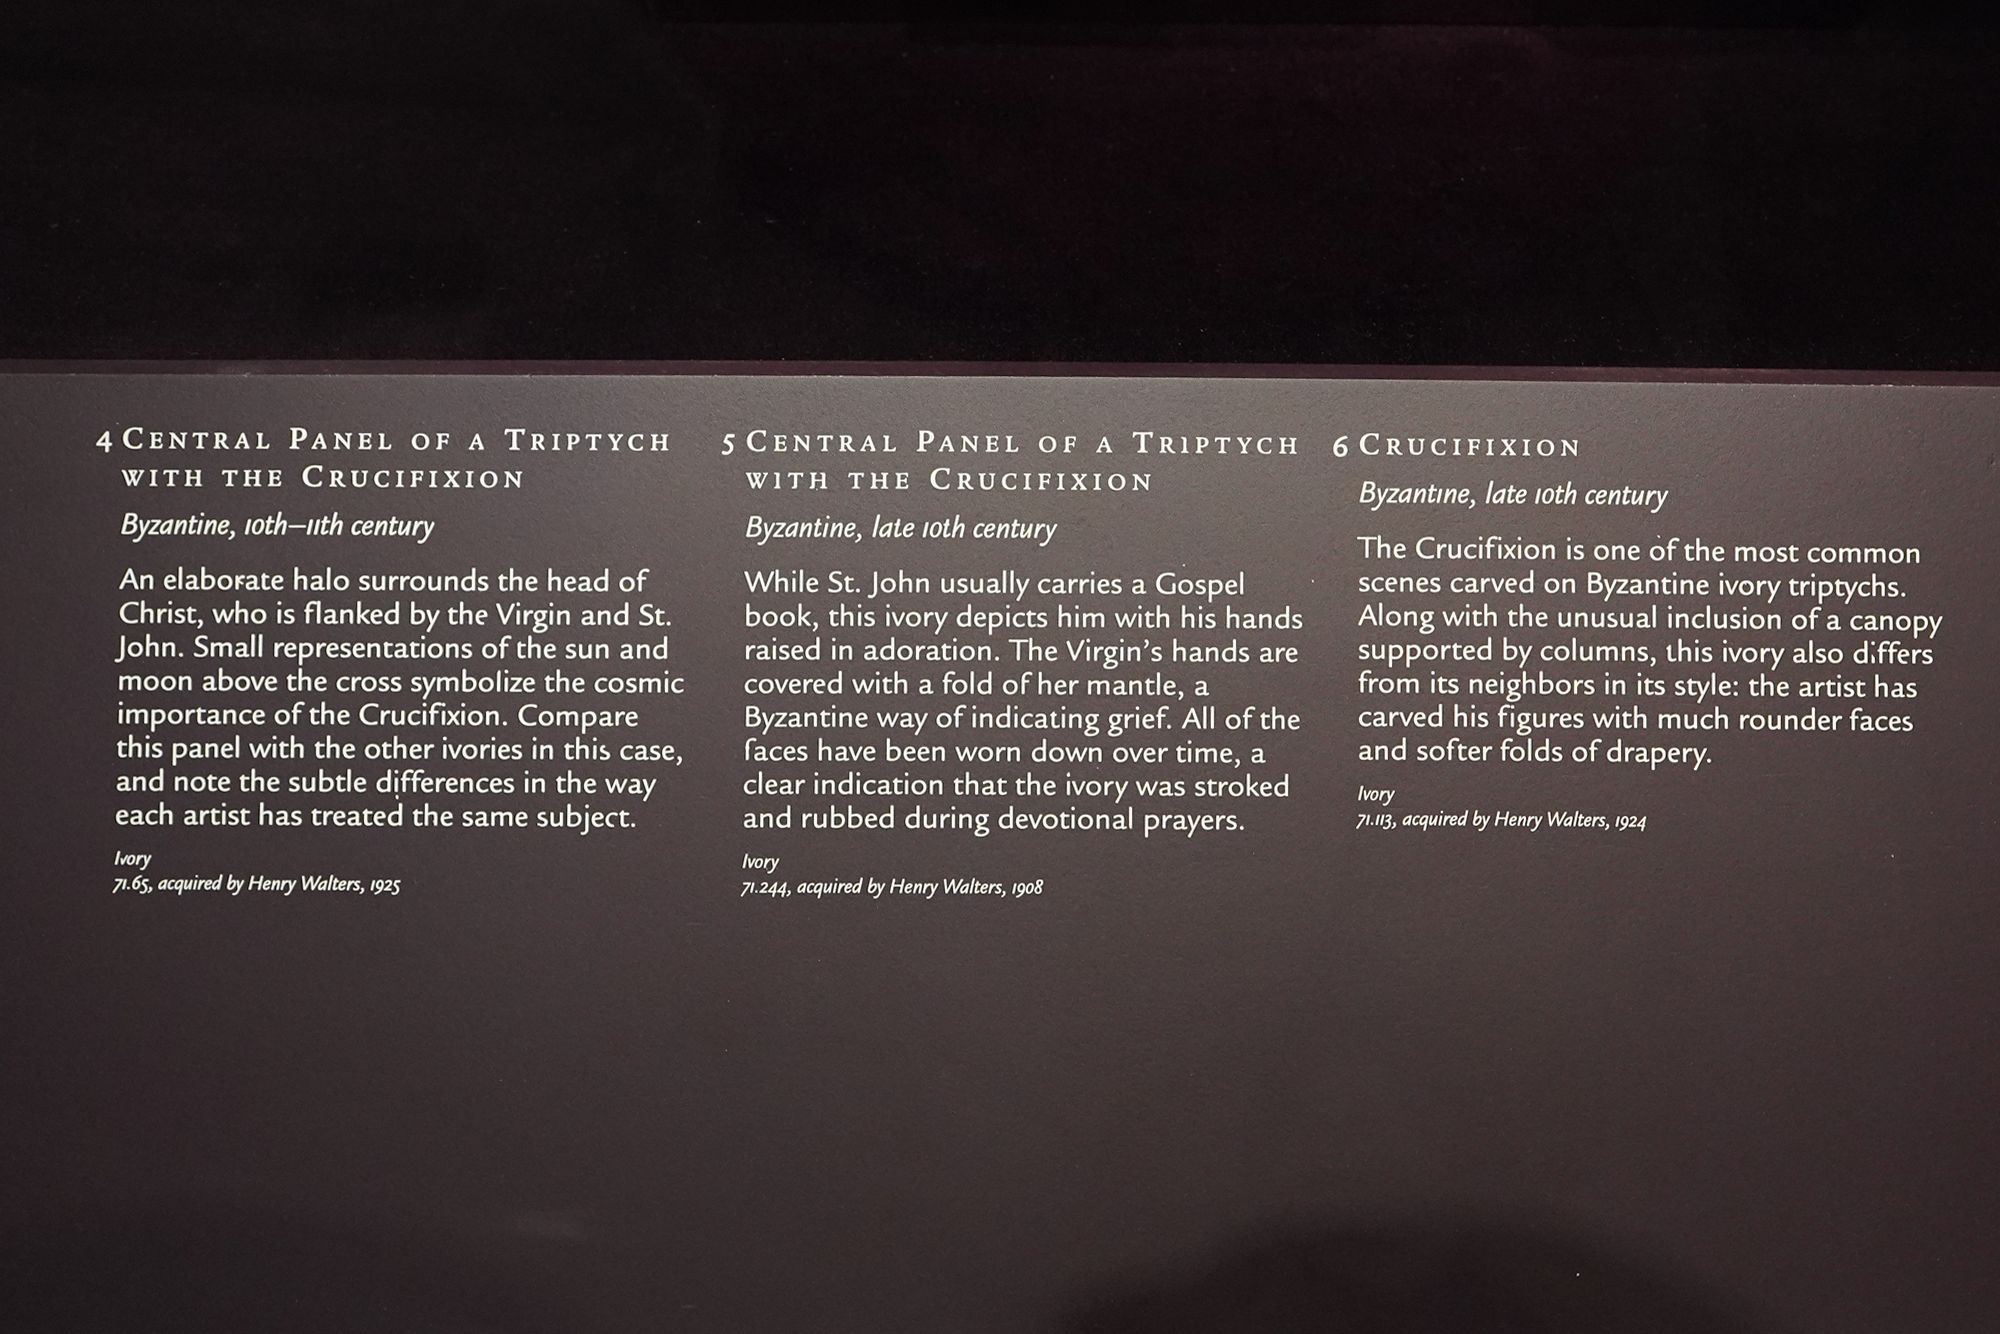 4 Central Panel of a Triptych
with the Crucifixion
Byzantine, 10th–11th century
An elaborate halo surrounds the head of
Christ, who is flanked by the Virgin and St.
John. Small representations of the sun and
moon above the cross symbolize the cosmic
importance of the Crucifixion. Compare
this panel with the other ivories in this case,
and note the subtle differences in the way
each artist has treated the same subject.
Ivory
71.65, acquired by Henry Walters, 1925
5 Central Panel of a Triptych
with the Crucifixion
Byzantine, late 10th century
While St. John usually carries a Gospel
book, this ivory depicts him with his hands
raised in adoration. The Virgin's hands are
covered with a fold of her mantle, a
Byzantine way of indicating grief. All of the
faces have been worn down over time, a
clear indication that the ivory was stroked
and rubbed during devotional prayers.
Ivory
71.244, acquired by Henry Walters, 1908
6 Crucifixion
Byzantine, late 10th century
The Crucifixion is one of the most common
scenes carved on Byzantine ivory triptychs.
Along with the unusual inclusion of a canopy
supported by columns, this ivory also differs
from its neighbors in its style: the artist has
carved his figures with much rounder faces
and softer folds of drapery.
Ivory
71.113, acquired by Henry Walters, 1924